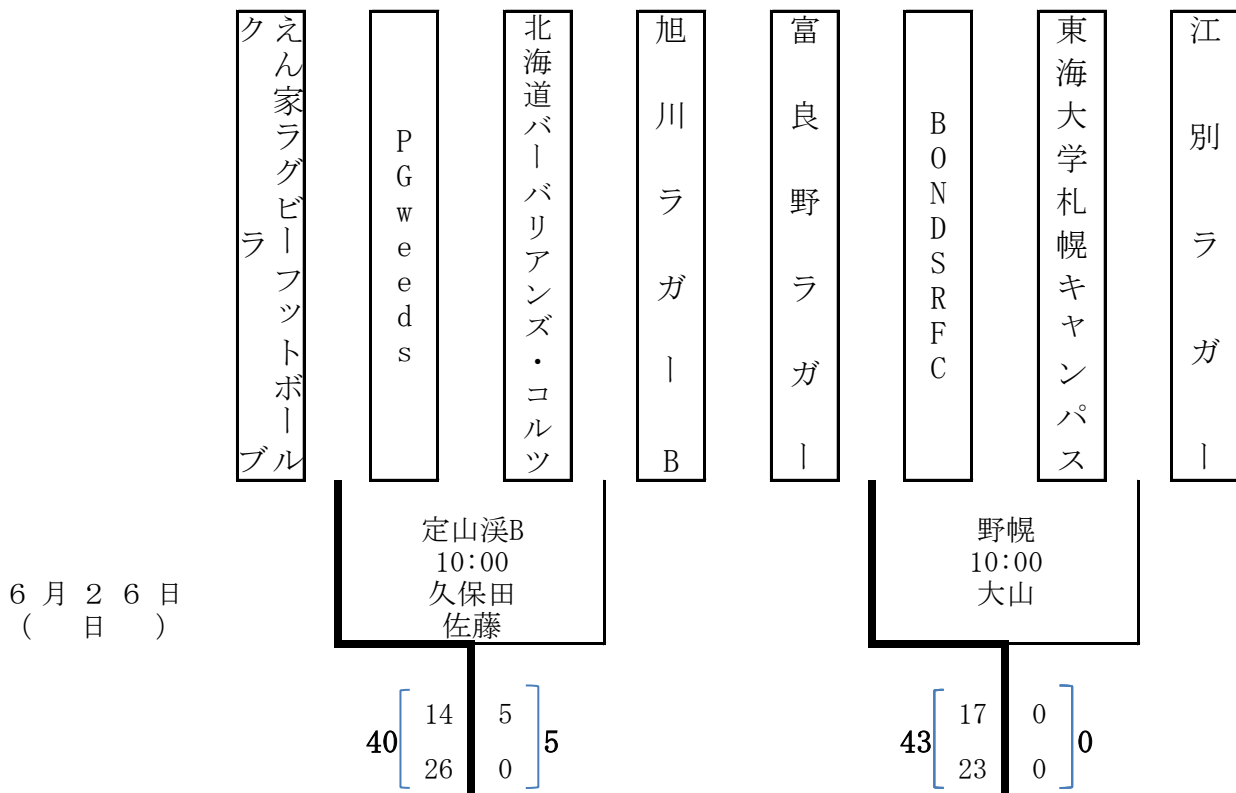 えん家ラグビーフットボール
クラブ
PGweeds
北海道バーバリアンズ・コルツ
旭川ラガーB
富良野ラガー
BONDSRFC
東海大学札幌キャンパス
江別ラガー
定山渓B
10:00
久保田
佐藤
野幌
10:00
大山
6月26日
(日)
40
14 5
26 0
5
43
17 0
23 0
0